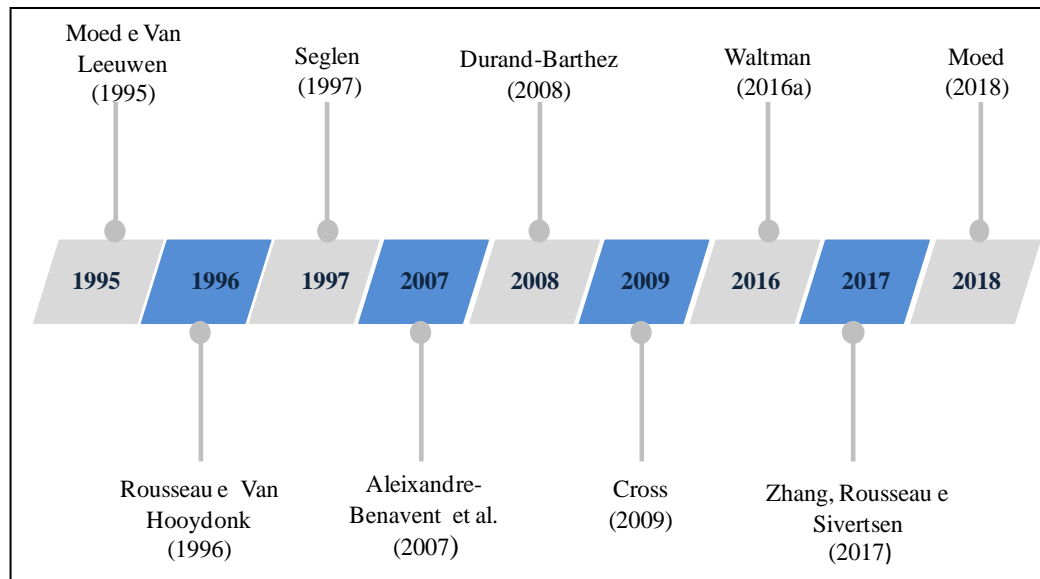 Moed e Van
Leeuwen
(1995)
Seglen
(1997)
Durand-Barthez
(2008)
Waltman
(2016a)
Moed
(2018)
1995
1996
1997
2007
2008
2009
2016
2017
2018
Rousseau e Van
Hooydonk
(1996)
Aleixandre-
Benavent et al.
(2007)
Cross
(2009)
Zhang, Rousseau e
Sivertsen
(2017)